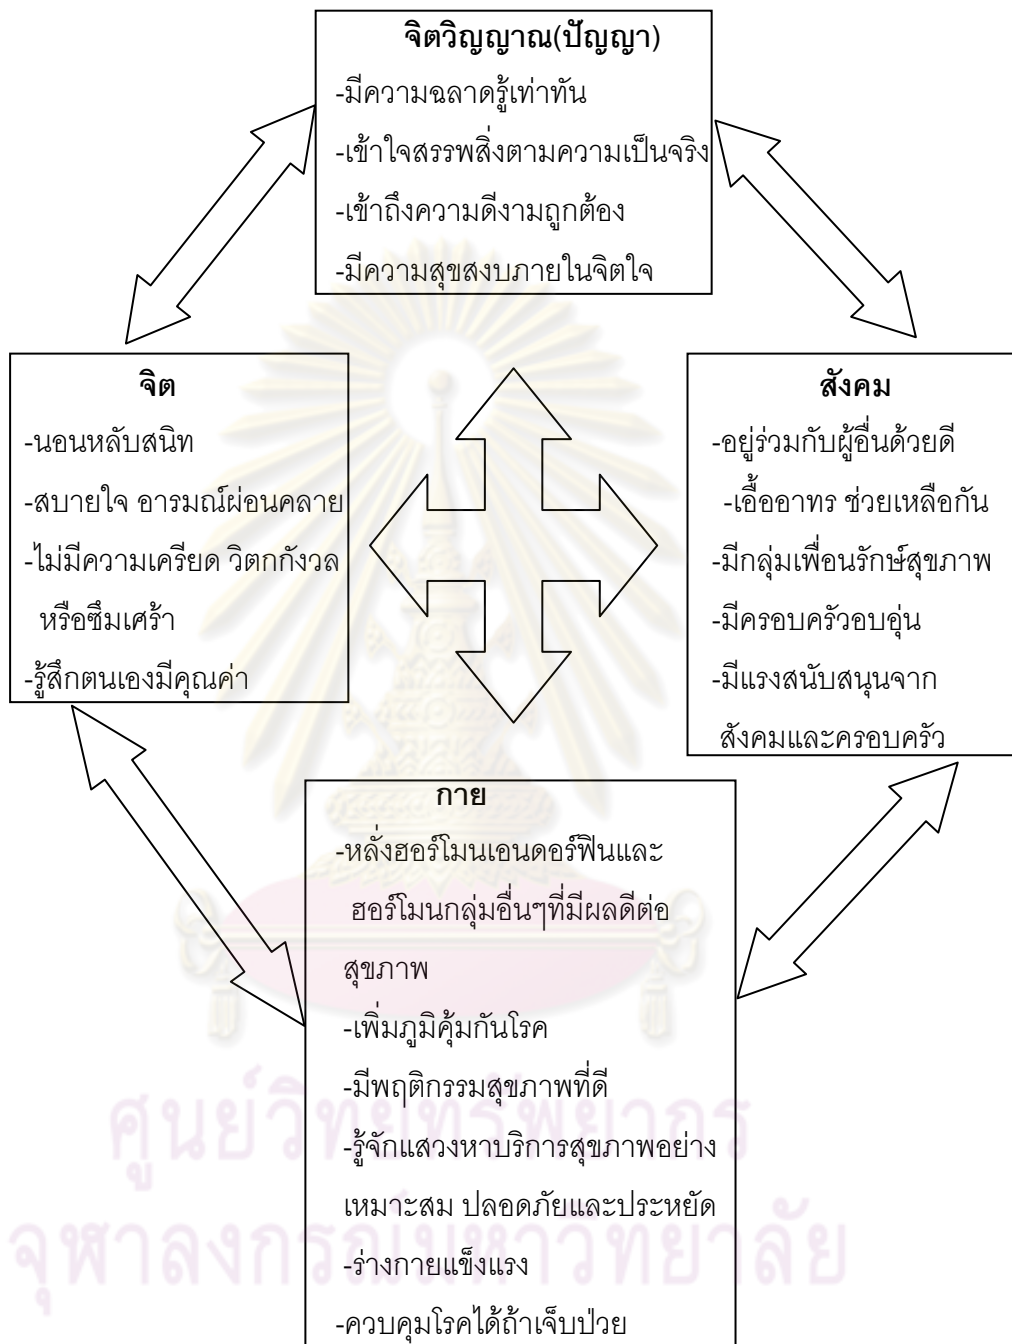 จิตวิญญาณ(ปัญญา)
-มีความฉลาดรู้เท่าทัน
-เข้าใจสรรพสิ่งตามความเป็นจริง
-เข้าถึงความดีงามถูกต้อง
-มีความสุขสงบภายในจิตใจ
จิต
-นอนหลับสนิท
-สบายใจ อารมณ์ผ่อนคลาย
-ไม่มีความเครียด วิตกกังวล
หรือซึมเศร้า
-รู้สึกตนเองมีคุณค่า
สังคม
-อยู่ร่วมกับผู้อื่นด้วยดี
-เอื้ออาทร ช่วยเหลือกัน
-มีกลุ่มเพื่อนรักษ์สุขภาพ
-มีครอบครัวอบอุ่น
-มีแรงสนับสนุนจาก
สังคมและครอบครัว
กาย
-หลั่งฮอร์โมนเอนดอร์ฟินและ
ฮอร์โมนกลุ่มอื่นๆที่มีผลดีต่อ
สุขภาพ
-เพิ่มภูมิคุ้มกันโรค
-มีพฤติกรรมสุขภาพที่ดี
-รู้จักแสวงหาบริการสุขภาพอย่าง
เหมาะสม ปลอดภัยและประหยัด
-ร่างกายแข็งแรง
-ควบคุมโรคได้ถ้าเจ็บป่วย
ศูนย์วิทยทรัพยากร
จุฬาลงกรณ์มหาวิทยาลัย